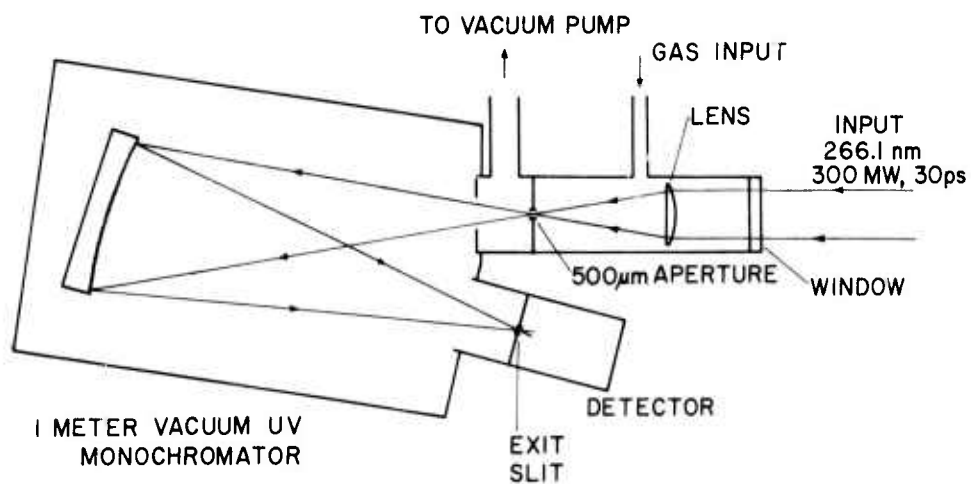 TO VACUUM PUMP
GAS INPUT
LENS
INPUT
266.1 nm
300 MW, 30ps
500μm APERTURE
WINDOW
DETECTOR
EXIT
SLIT
1 METER VACUUM UV
MONOCHROMATOR